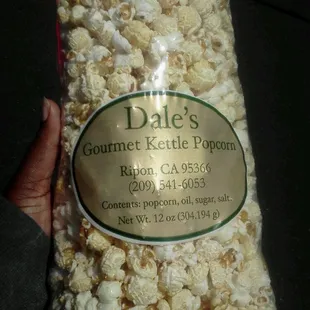 Dale's
Gourmet Kettle Popcorn
Ripon, CA 95366
(209) 541-6053
Contents: popcorn, oil, sugar, salt.
Net Wt. 12 oz (304.194 g)